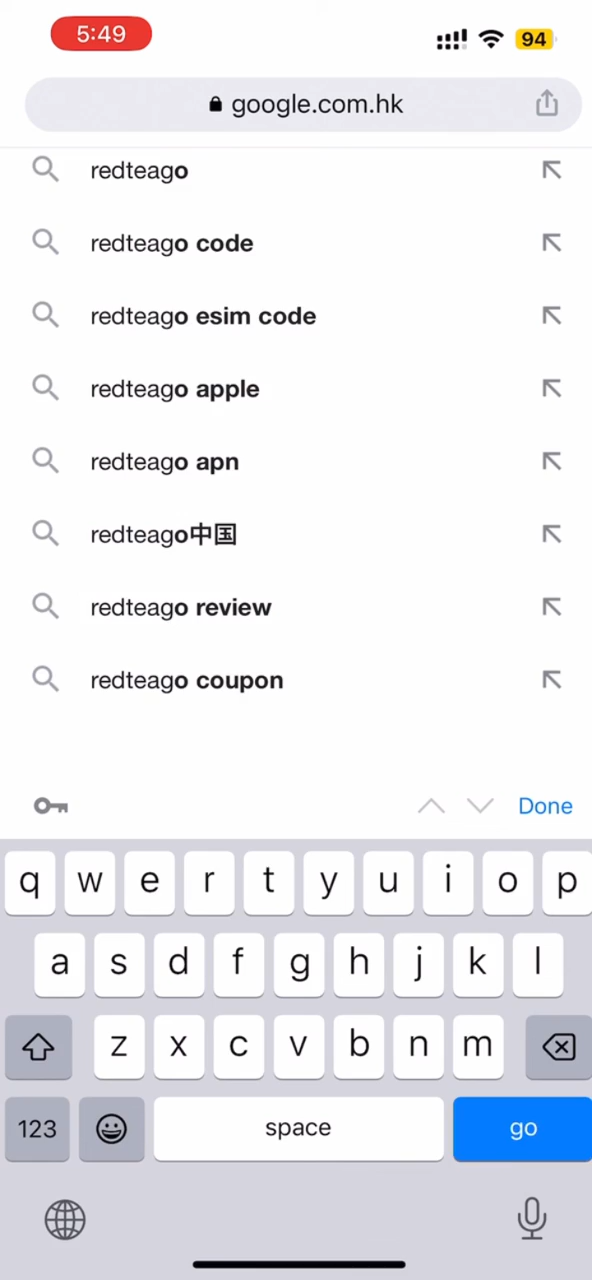 5:49
94
google.com.hk
redteago
redteago code
redteago esim code
redteago apple
redteago apn
redteago中国
redteago review
redteago coupon
Done
q w e r t y u i o p
a s d f g h j k l
z x c v b n m
123 space go